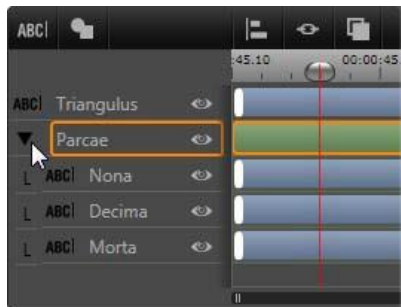 ABC
:45.10 00:00:45
ABC Triangulus
Parcae
ABC Nona
ABC Decima
ABC Morta